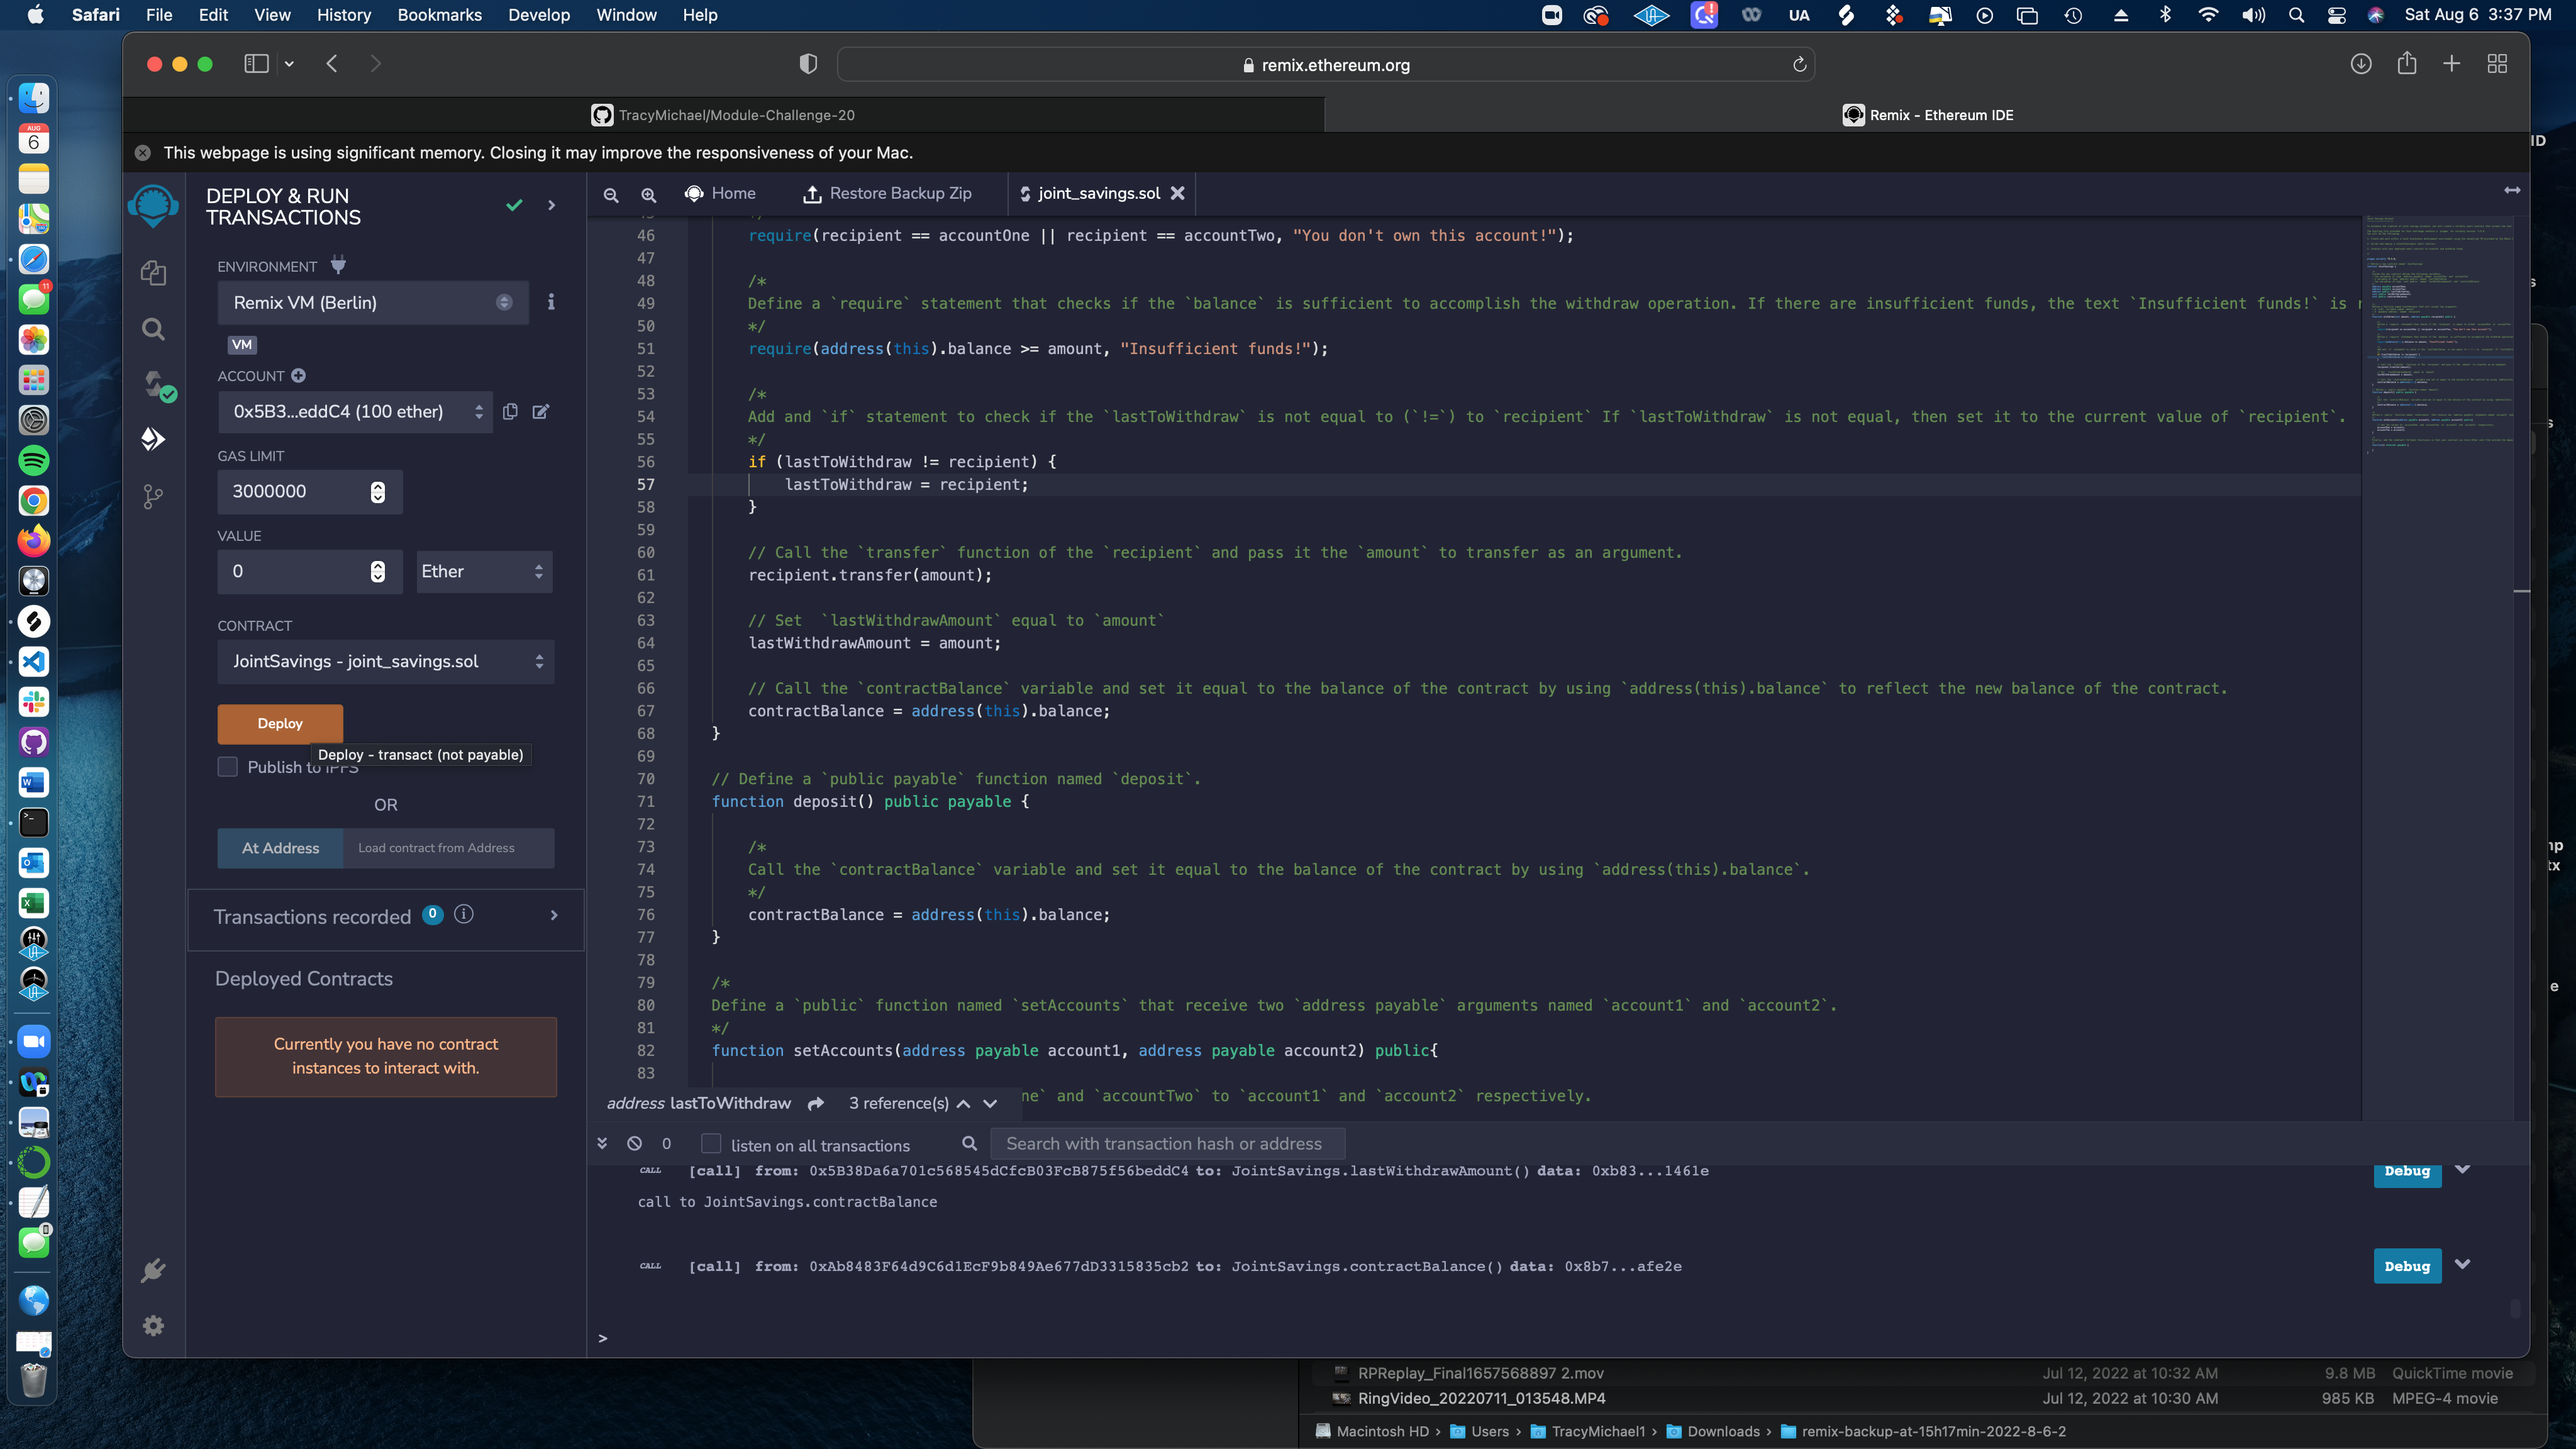 Safari File Edit View History Bookmarks Develop Window Help UA Sat Aug 6 3:37 PM
remix.ethereum.org
TracyMichael/Module-Challenge-20
Remix - Ethereum IDE
This webpage is using significant memory. Closing it may improve the responsiveness of your Mac.
DEPLOY & RUN
TRANSACTIONS
ENVIRONMENT
Remix VM (Berlin)
VM
ACCOUNT
0x5B3...eddC4 (100 ether)
GAS LIMIT
3000000
VALUE
0 Ether
CONTRACT
JointSavings - joint_savings.sol
Deploy
Deploy - transact (not payable)
Publish to IPFS
OR
At Address Load contract from Address
Transactions recorded 0
Deployed Contracts
Currently you have no contract
instances to interact with.
Home Restore Backup Zip joint_savings.sol
46 require(recipient == accountOne || recipient == accountTwo, "You don't own this account!");
47
48 /*
49 Define a `require` statement that checks if the `balance` is sufficient to accomplish the withdraw operation. If there are insufficient funds, the text `Insufficient funds!` is r
50 */
51 require(address(this).balance >= amount, "Insufficient funds!");
52
53 /*
54 Add and `if` statement to check if the `lastToWithdraw` is not equal to (`!=`) to `recipient` If `lastToWithdraw` is not equal, then set it to the current value of `recipient`.
55 */
56 if (lastToWithdraw != recipient) {
57 lastToWithdraw = recipient;
58 }
59
60 // Call the `transfer` function of the `recipient` and pass it the `amount` to transfer as an argument.
61 recipient.transfer(amount);
62
63 // Set  `lastWithdrawAmount` equal to `amount`
64 lastWithdrawAmount = amount;
65
66 // Call the `contractBalance` variable and set it equal to the balance of the contract by using `address(this).balance` to reflect the new balance of the contract.
67 contractBalance = address(this).balance;
68 }
69
70 // Define a `public payable` function named `deposit`.
71 function deposit() public payable {
72
73 /*
74 Call the `contractBalance` variable and set it equal to the balance of the contract by using `address(this).balance`.
75 */
76 contractBalance = address(this).balance;
77 }
78
79 /*
80 Define a `public` function named `setAccounts` that receive two `address payable` arguments named `account1` and `account2`.
81 */
82 function setAccounts(address payable account1, address payable account2) public{
83
ne` and `accountTwo` to `account1` and `account2` respectively.
address lastToWithdraw 3 reference(s)
0 listen on all transactions Search with transaction hash or address
CALL [call] from: 0x5B38Da6a701c568545dCfcB03FcB875f56beddC4 to: JointSavings.lastWithdrawAmount() data: 0xb83...1461e Debug
call to JointSavings.contractBalance
CALL [call] from: 0xAb8483F64d9C6d1EcF9b849Ae677dD3315835cb2 to: JointSavings.contractBalance() data: 0x8b7...afe2e Debug
>
RPReplay_Final1657568897 2.mov Jul 12, 2022 at 10:32 AM 9.8 MB QuickTime movie
RingVideo_20220711_013548.MP4 Jul 12, 2022 at 10:30 AM 985 KB MPEG-4 movie
Macintosh HD › Users › TracyMichael1 › Downloads › remix-backup-at-15h17min-2022-8-6-2
AUG
6
11